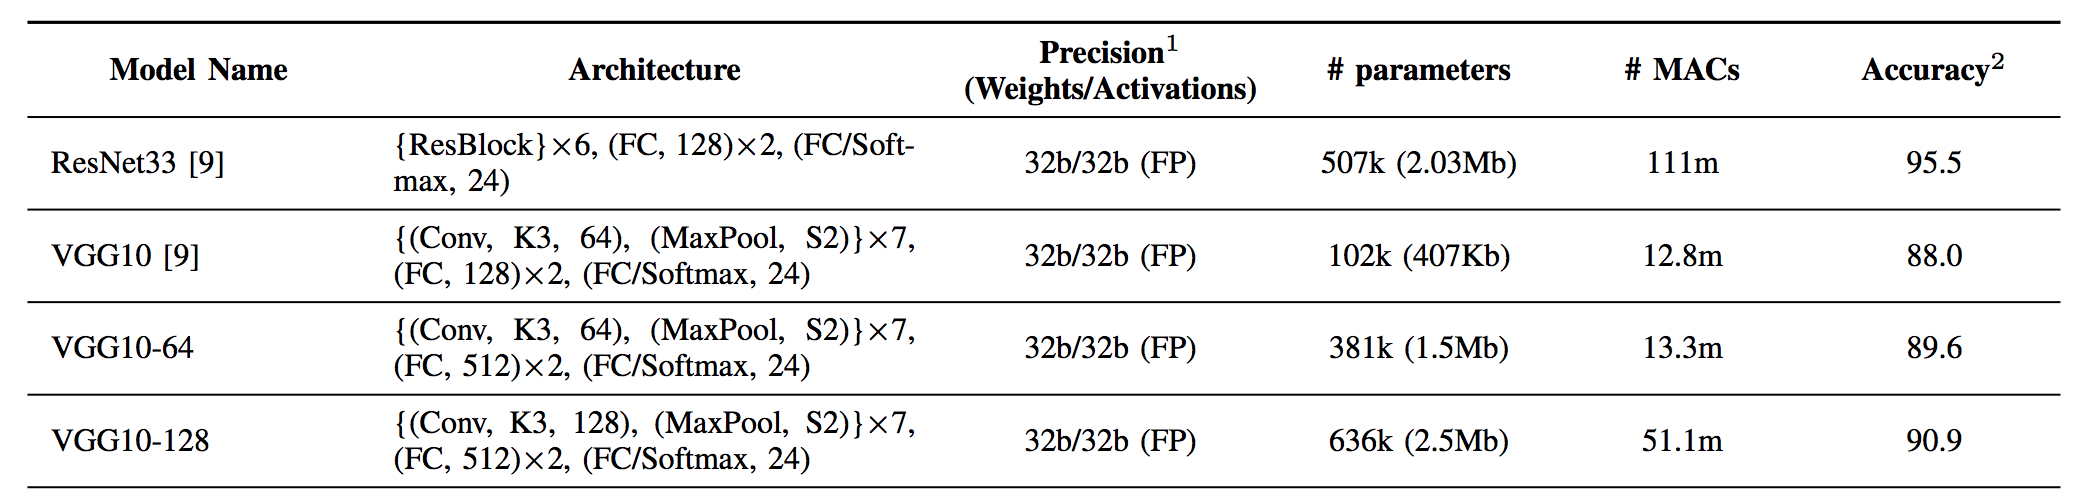 Model Name Architecture Precision¹ (Weights/Activations) # parameters # MACs Accuracy²
ResNet33 [9] {ResBlock}×6, (FC, 128)×2, (FC/Soft-
max, 24) 32b/32b (FP) 507k (2.03Mb) 111m 95.5
VGG10 [9] {(Conv, K3, 64), (MaxPool, S2)}×7,
(FC, 128)×2, (FC/Softmax, 24) 32b/32b (FP) 102k (407Kb) 12.8m 88.0
VGG10-64 {(Conv, K3, 64), (MaxPool, S2)}×7,
(FC, 512)×2, (FC/Softmax, 24) 32b/32b (FP) 381k (1.5Mb) 13.3m 89.6
VGG10-128 {(Conv, K3, 128), (MaxPool, S2)}×7,
(FC, 512)×2, (FC/Softmax, 24) 32b/32b (FP) 636k (2.5Mb) 51.1m 90.9